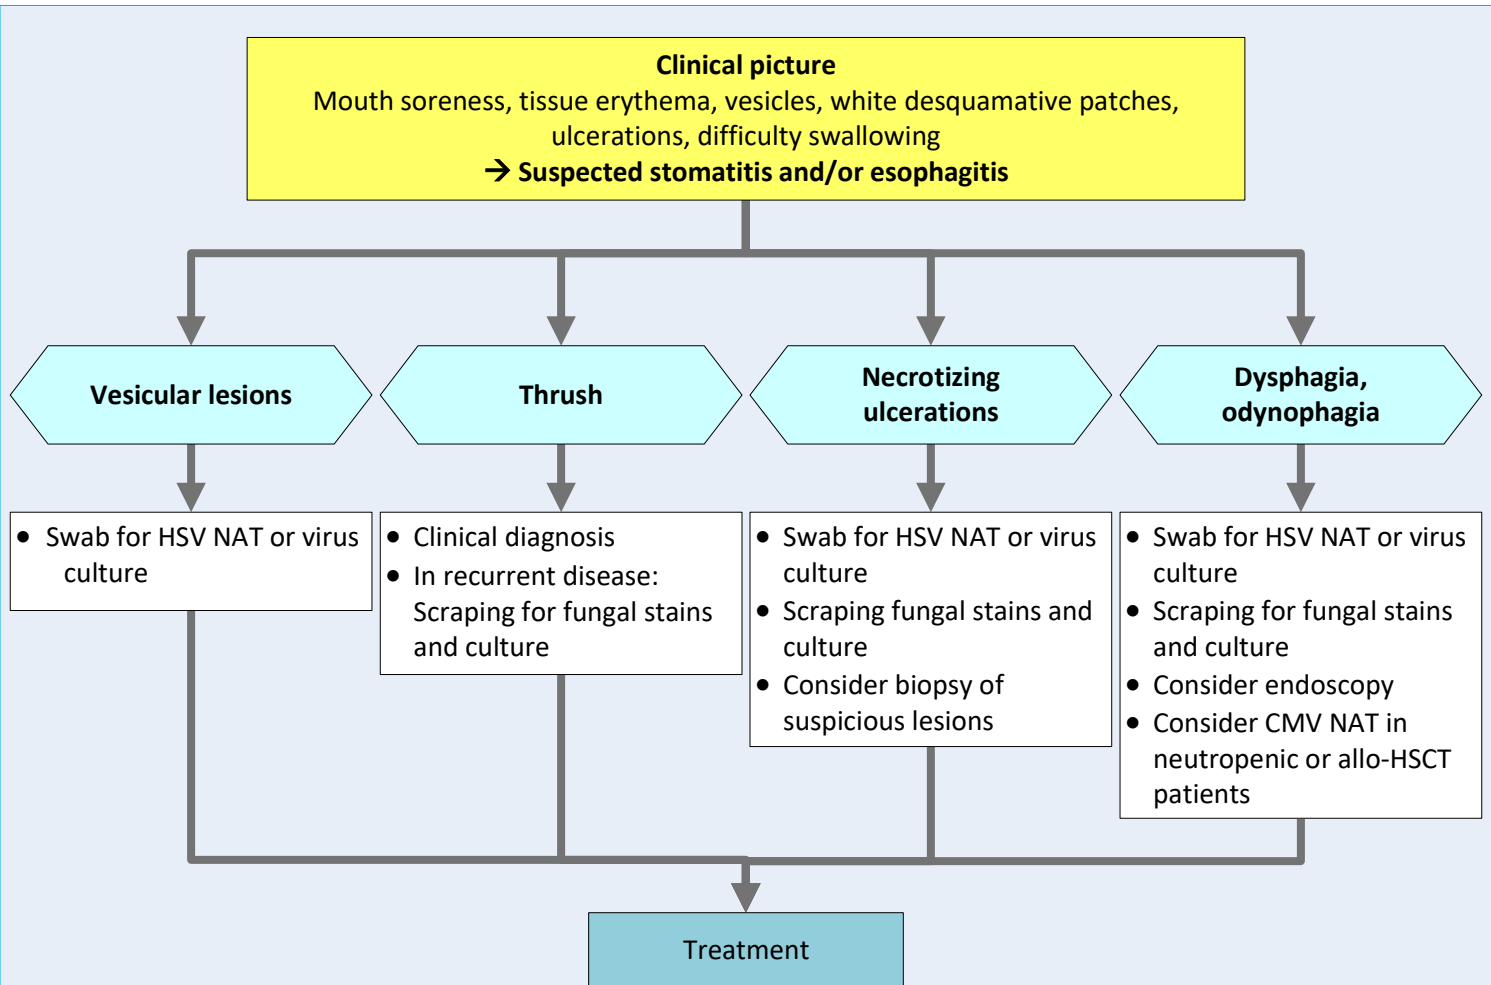 Clinical picture
Mouth soreness, tissue erythema, vesicles, white desquamative patches,
ulcerations, difficulty swallowing
→ Suspected stomatitis and/or esophagitis
Vesicular lesions
Thrush
Necrotizing
ulcerations
Dysphagia,
odynophagia
• Swab for HSV NAT or virus
culture
• Clinical diagnosis
• In recurrent disease:
Scraping for fungal stains
and culture
• Swab for HSV NAT or virus
culture
• Scraping fungal stains and
culture
• Consider biopsy of
suspicious lesions
• Swab for HSV NAT or virus
culture
• Scraping for fungal stains
and culture
• Consider endoscopy
• Consider CMV NAT in
neutropenic or allo-HSCT
patients
Treatment